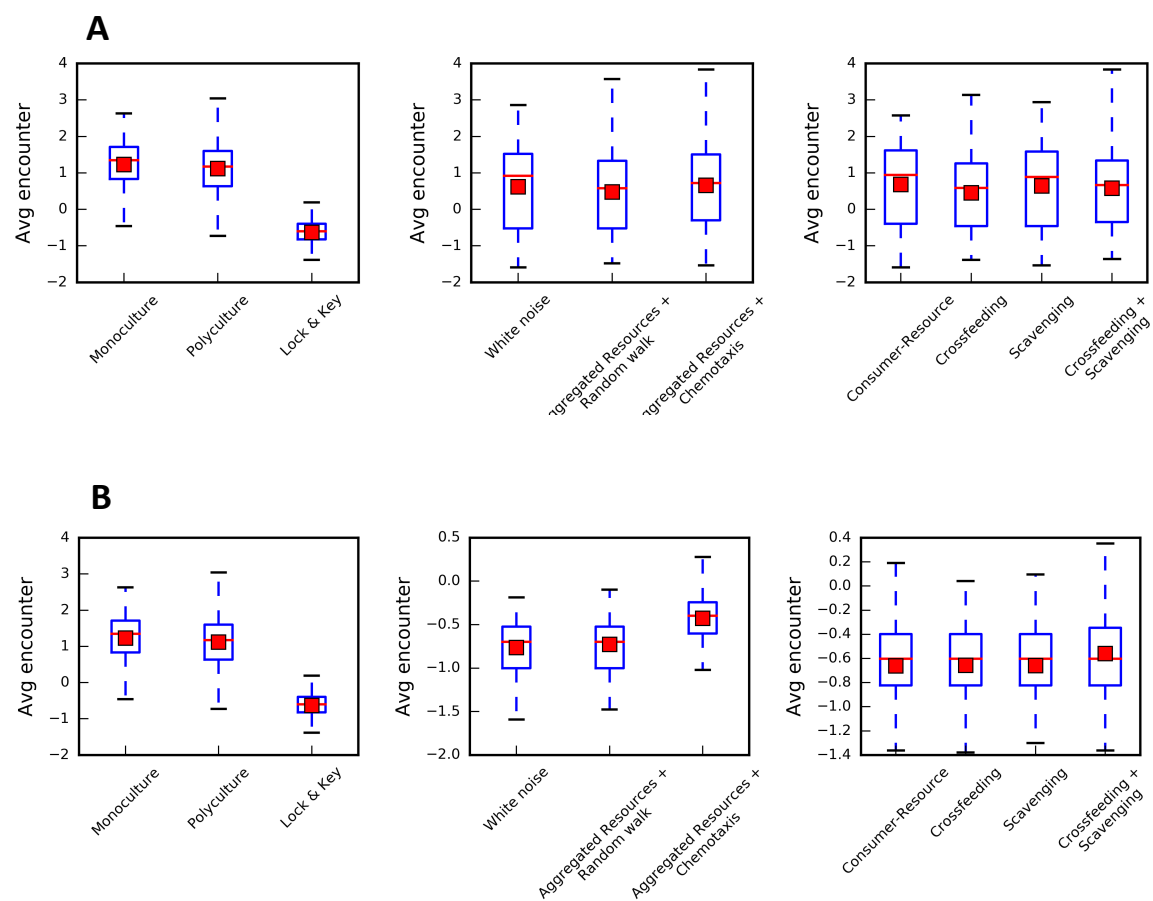 A
Avg encounter
4
3
2
1
0
−1
−2
Monoculture
Polyculture
Lock & Key
Avg encounter
4
3
2
1
0
−1
−2
White noise
ggregated Resources +
Random walk
ggregated Resources +
Chemotaxis
Avg encounter
4
3
2
1
0
−1
−2
Consumer-Resource
Crossfeeding
Scavenging
Crossfeeding +
Scavenging
B
Avg encounter
4
3
2
1
0
−1
−2
Monoculture
Polyculture
Lock & Key
Avg encounter
0.5
0.0
−0.5
−1.0
−1.5
−2.0
White noise
Aggregated Resources +
Random walk
Aggregated Resources +
Chemotaxis
Avg encounter
0.4
0.2
0.0
−0.2
−0.4
−0.6
−0.8
−1.0
−1.2
−1.4
Consumer-Resource
Crossfeeding
Scavenging
Crossfeeding +
Scavenging